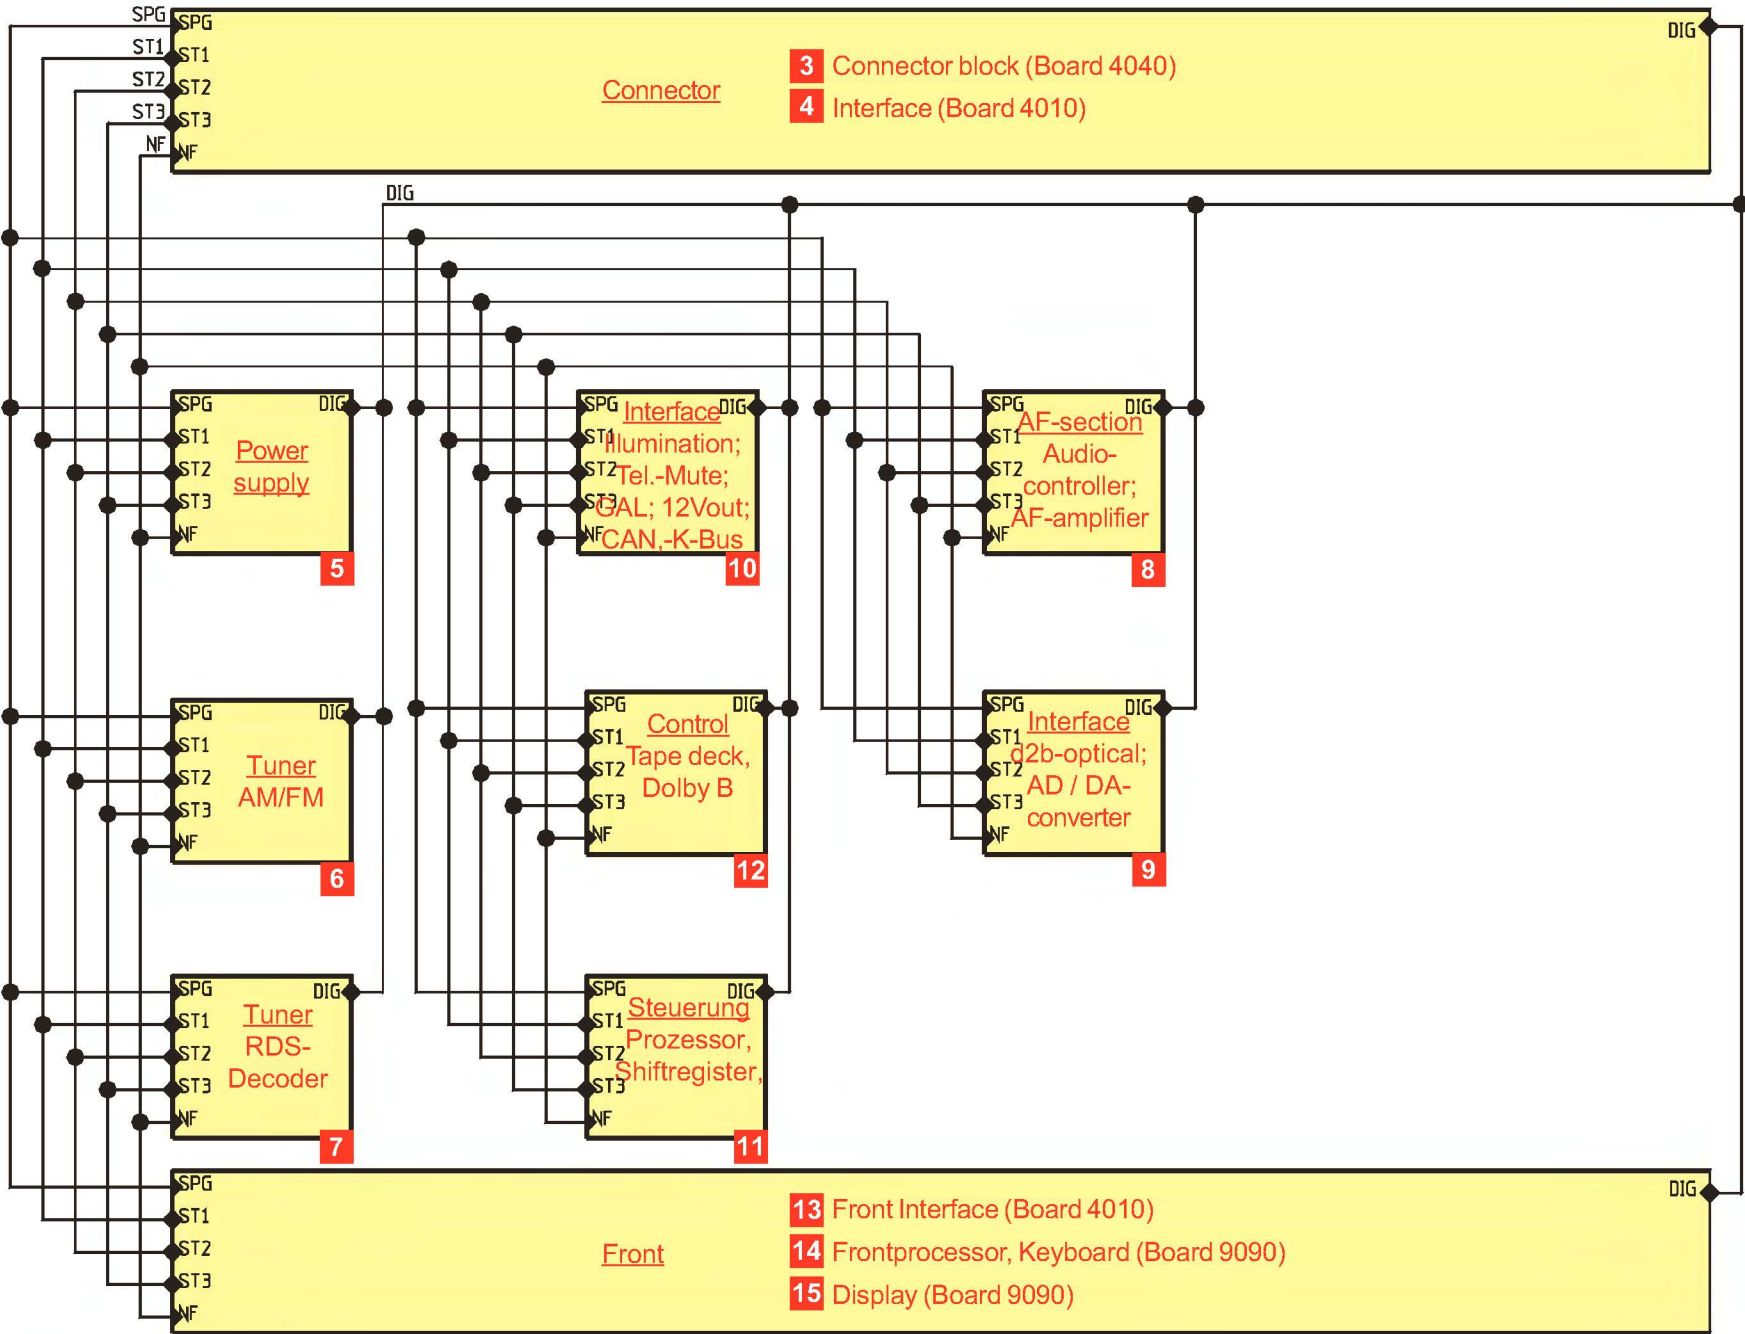 SPG SPG DIG
ST1 ST1
ST2 ST2
ST3 ST3
NF NF
Connector
3 Connector block (Board 4040)
4 Interface (Board 4010)
DIG
SPG DIG
ST1
ST2
ST3
NF
Power
supply
5
SPG DIG
ST1
ST2
ST3
NF
Interface
Illumination;
Tel.-Mute;
GAL; 12Vout;
CAN,-K-Bus
10
SPG DIG
ST1
ST2
ST3
NF
AF-section
Audio-
controller;
AF-amplifier
8
SPG DIG
ST1
ST2
ST3
NF
Tuner
AM/FM
6
SPG DIG
ST1
ST2
ST3
NF
Control
Tape deck,
Dolby B
12
SPG DIG
ST1
ST2
ST3
NF
Interface
d2b-optical;
AD / DA-
converter
9
SPG DIG
ST1
ST2
ST3
NF
Tuner
RDS-
Decoder
7
SPG DIG
ST1
ST2
ST3
NF
Steuerung
Prozessor,
Shiftregister,
11
SPG DIG
ST1
ST2
ST3
NF
Front
13 Front Interface (Board 4010)
14 Frontprocessor, Keyboard (Board 9090)
15 Display (Board 9090)